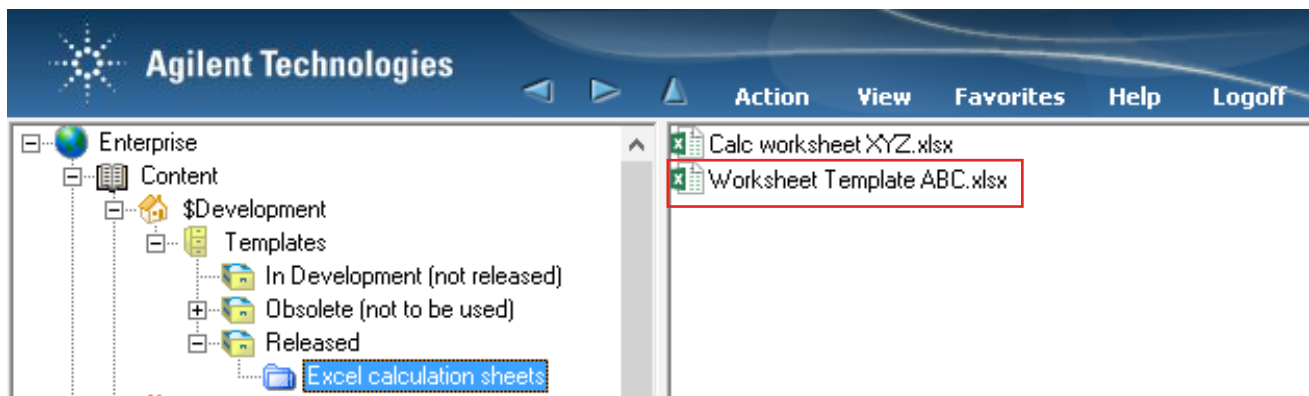 Agilent Technologies
Action View Favorites Help Logoff
Enterprise
Content
$Development
Templates
In Development (not released)
Obsolete (not to be used)
Released
Excel calculation sheets
Calc worksheet XYZ.xlsx
Worksheet Template ABC.xlsx